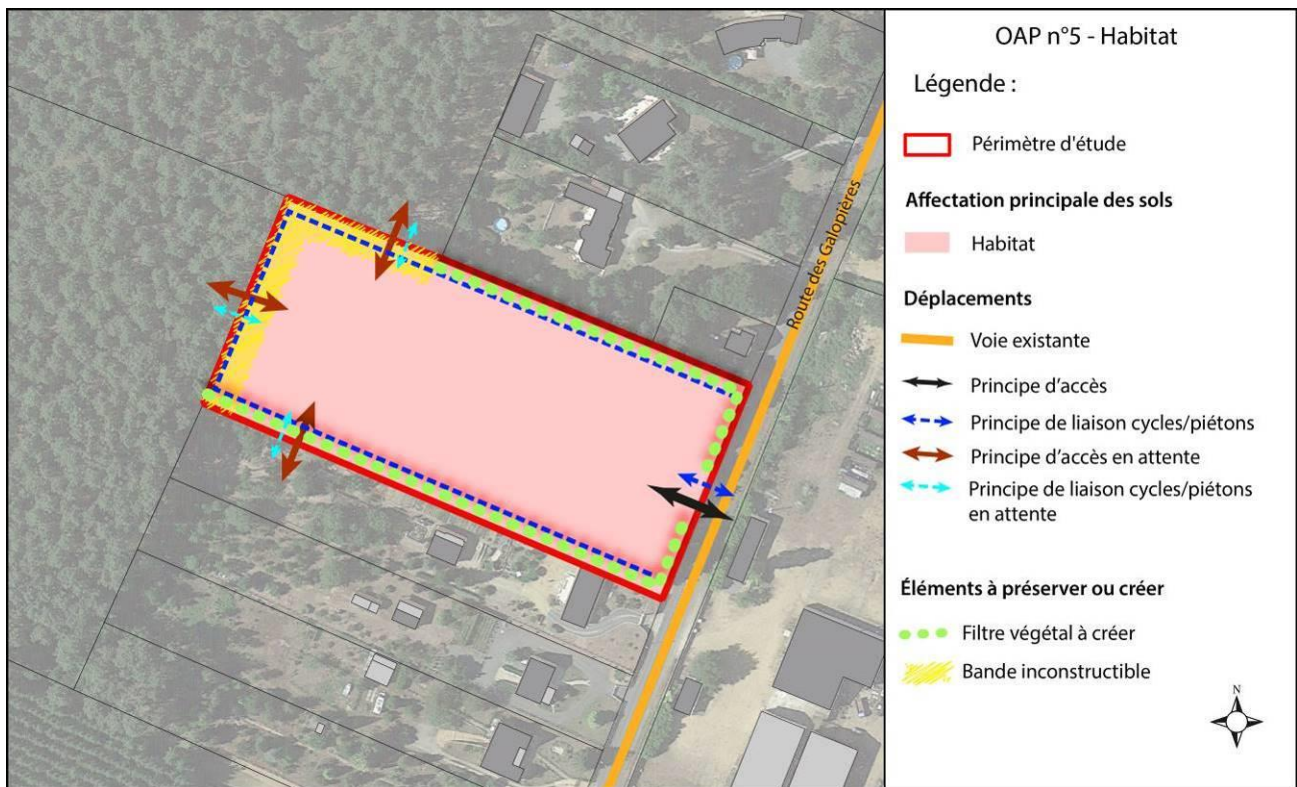 OAP n°5 - Habitat
Légende :
Périmètre d'étude
Affectation principale des sols
Habitat
Déplacements
Voie existante
Principe d'accès
Principe de liaison cycles/piétons
Principe d'accès en attente
Principe de liaison cycles/piétons
en attente
Éléments à préserver ou créer
Filtre végétal à créer
Bande inconstructible
N
Route des Galopières